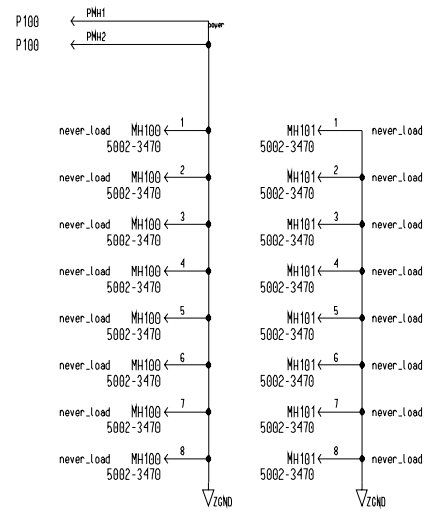 P100 PMH1
power
P100 PMH2
never_load MH100 1 MH101 1 never_load
5002-3470 5002-3470
never_load MH100 2 MH101 2 never_load
5002-3470 5002-3470
never_load MH100 3 MH101 3 never_load
5002-3470 5002-3470
never_load MH100 4 MH101 4 never_load
5002-3470 5002-3470
never_load MH100 5 MH101 5 never_load
5002-3470 5002-3470
never_load MH100 6 MH101 6 never_load
5002-3470 5002-3470
never_load MH100 7 MH101 7 never_load
5002-3470 5002-3470
never_load MH100 8 MH101 8 never_load
5002-3470 5002-3470
ZGND ZGND